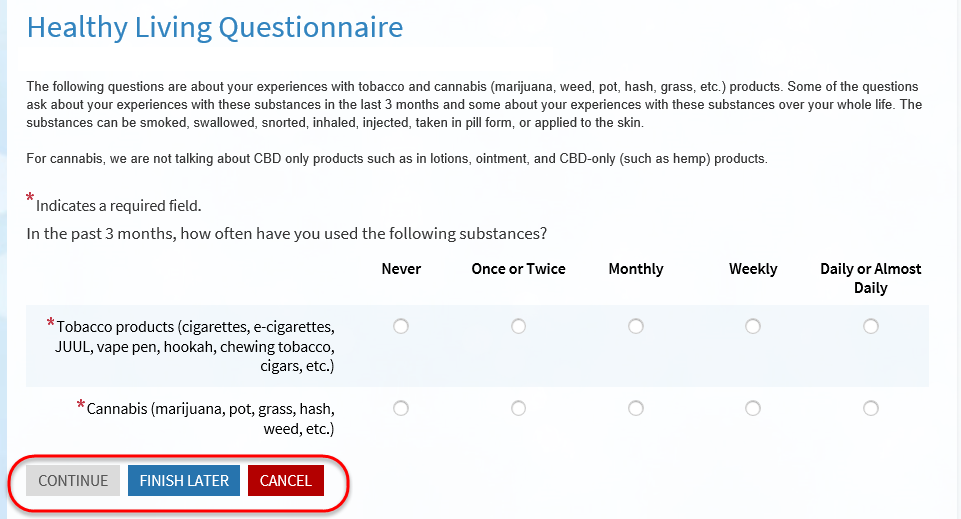 Healthy Living Questionnaire
The following questions are about your experiences with tobacco and cannabis (marijuana, weed, pot, hash, grass, etc.) products. Some of the questions
ask about your experiences with these substances in the last 3 months and some about your experiences with these substances over your whole life. The
substances can be smoked, swallowed, snorted, inhaled, injected, taken in pill form, or applied to the skin.
For cannabis, we are not talking about CBD only products such as in lotions, ointment, and CBD-only (such as hemp) products.
*Indicates a required field.
In the past 3 months, how often have you used the following substances?
Never Once or Twice Monthly Weekly Daily or Almost
Daily
*Tobacco products (cigarettes, e-cigarettes,
JUUL, vape pen, hookah, chewing tobacco,
cigars, etc.)
*Cannabis (marijuana, pot, grass, hash,
weed, etc.)
CONTINUE FINISH LATER CANCEL